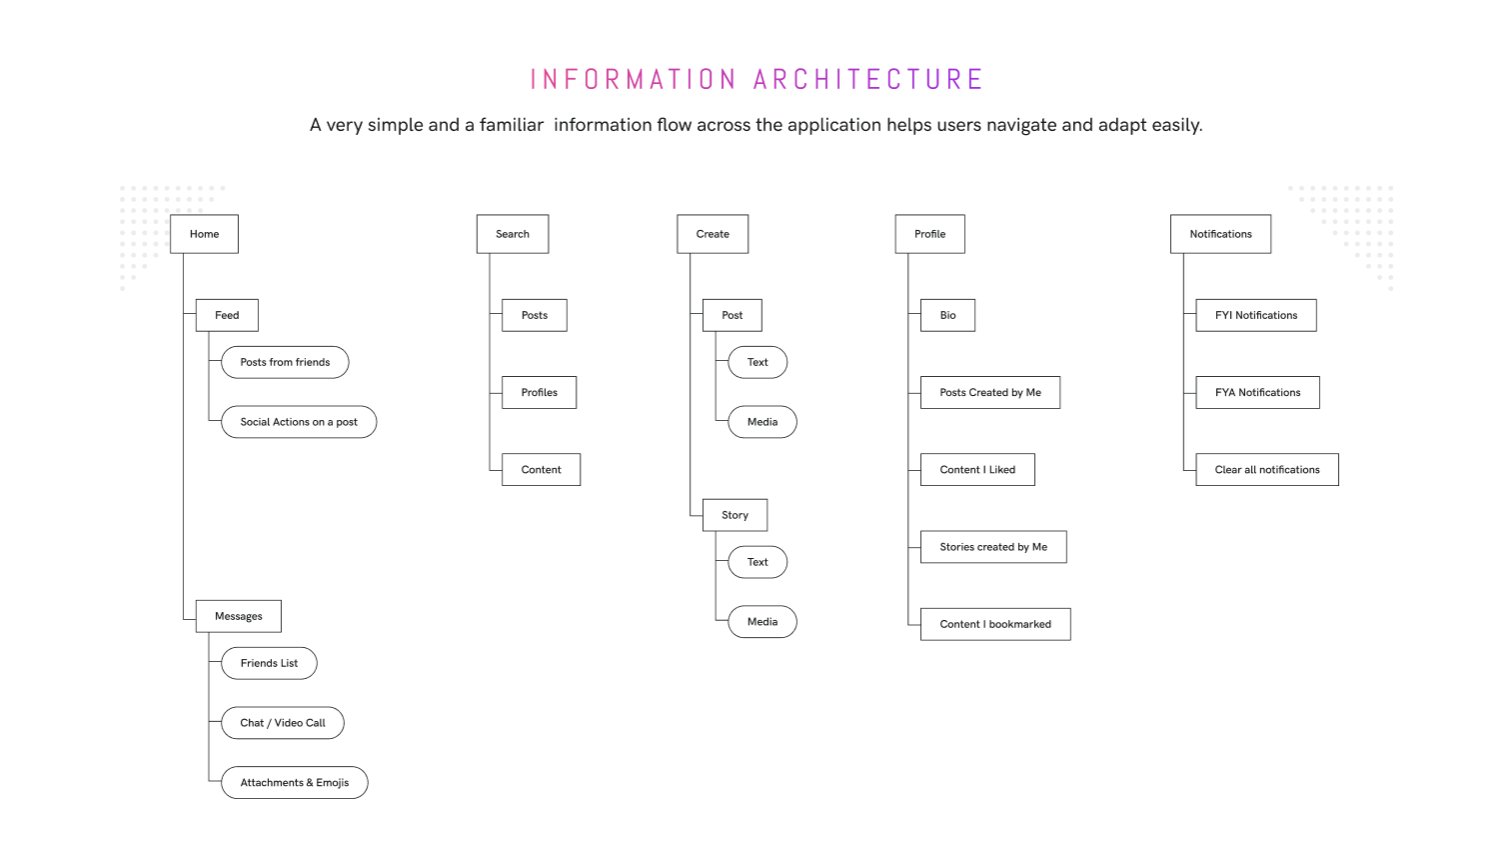 INFORMATION ARCHITECTURE
A very simple and a familiar  information flow across the application helps users navigate and adapt easily.
Home
Feed
Posts from friends
Social Actions on a post
Messages
Friends List
Chat / Video Call
Attachments & Emojis
Search
Posts
Profiles
Content
Create
Post
Text
Media
Story
Text
Media
Profile
Bio
Posts Created by Me
Content I Liked
Stories created by Me
Content I bookmarked
Notifications
FYI Notifications
FYA Notifications
Clear all notifications